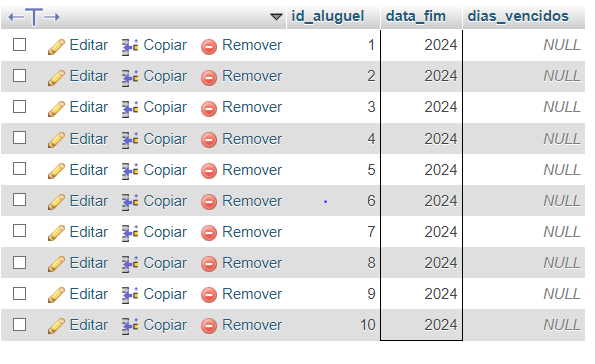 id_aluguel data_fim dias_vencidos
Editar Copiar Remover 1 2024 NULL
Editar Copiar Remover 2 2024 NULL
Editar Copiar Remover 3 2024 NULL
Editar Copiar Remover 4 2024 NULL
Editar Copiar Remover 5 2024 NULL
Editar Copiar Remover 6 2024 NULL
Editar Copiar Remover 7 2024 NULL
Editar Copiar Remover 8 2024 NULL
Editar Copiar Remover 9 2024 NULL
Editar Copiar Remover 10 2024 NULL